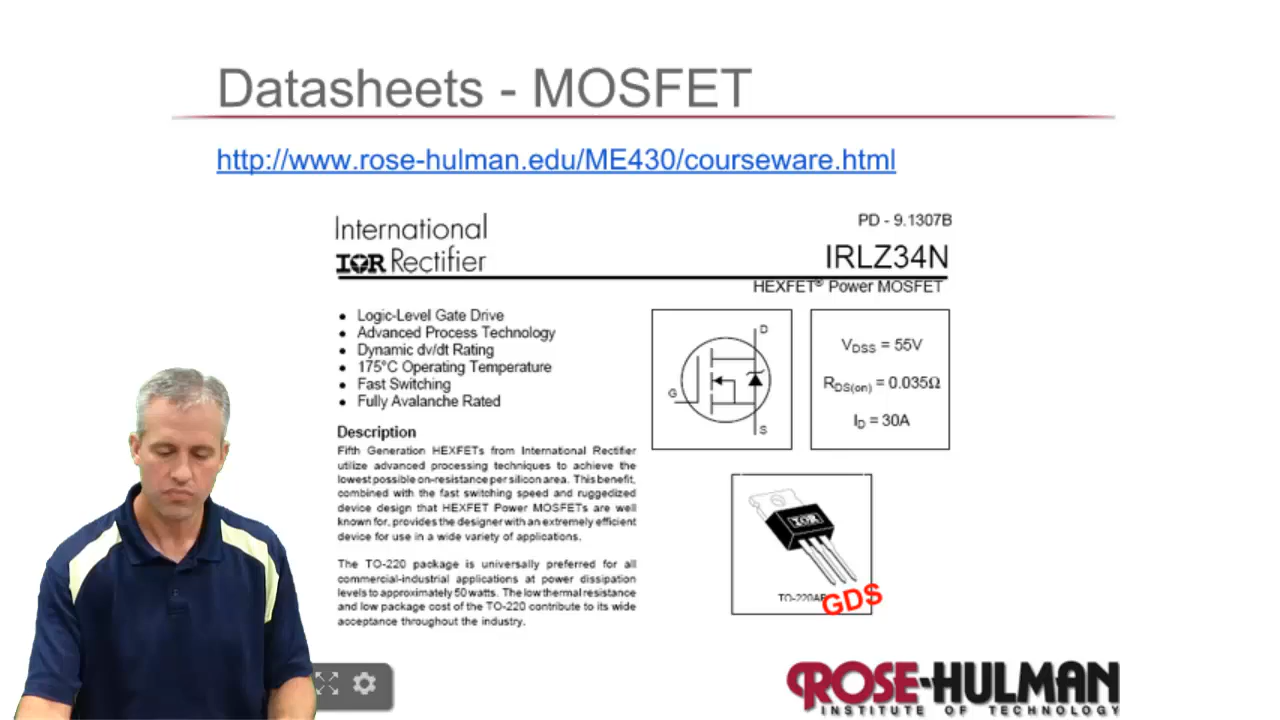 Datasheets - MOSFET
http://www.rose-hulman.edu/ME430/courseware.html
International
IOR Rectifier
PD - 9.1307B
IRLZ34N
HEXFET® Power MOSFET
● Logic-Level Gate Drive
● Advanced Process Technology
● Dynamic dv/dt Rating
● 175°C Operating Temperature
● Fast Switching
● Fully Avalanche Rated
Description
Fifth Generation HEXFETs from International Rectifier
utilize advanced processing techniques to achieve the
lowest possible on-resistance per silicon area. This benefit,
combined with the fast switching speed and ruggedized
device design that HEXFET Power MOSFETs are well
known for, provides the designer with an extremely efficient
device for use in a wide variety of applications.
The TO-220 package is universally preferred for all
commercial-industrial applications at power dissipation
levels to approximately 50 watts. The low thermal resistance
and low package cost of the TO-220 contribute to its wide
acceptance throughout the industry.
D
G
S
VDSS = 55V
RDS(on) = 0.035Ω
ID = 30A
IOR
TO-220AB
GDS
ROSE-HULMAN
INSTITUTE OF TECHNOLOGY